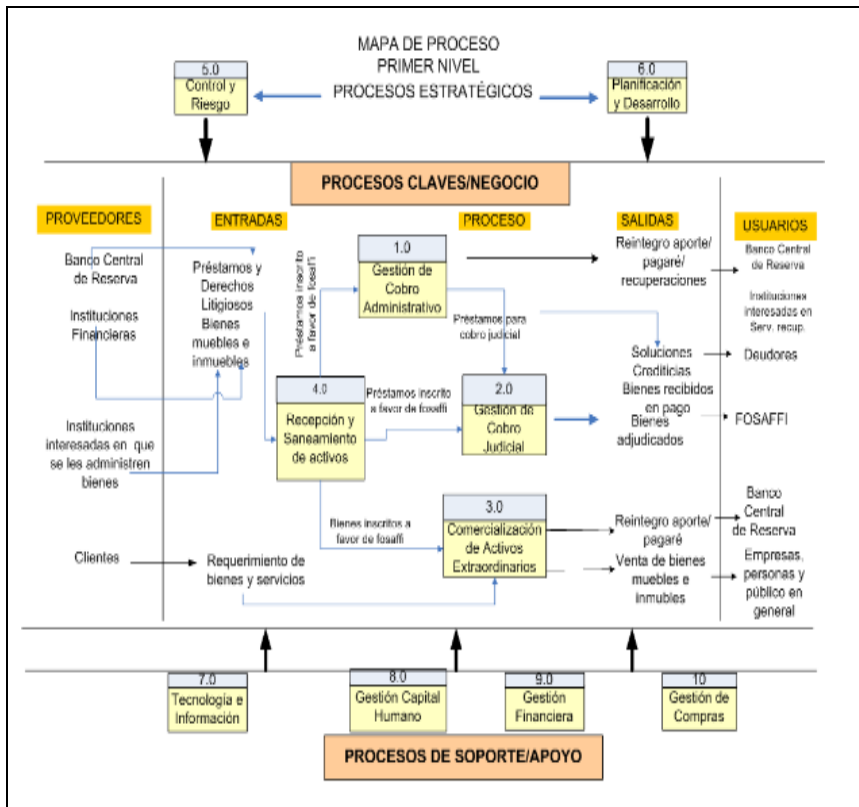 MAPA DE PROCESO
PRIMER NIVEL
PROCESOS ESTRATÉGICOS
5.0
Control y
Riesgo
6.0
Planificación
y Desarrollo
PROCESOS CLAVES/NEGOCIO
PROVEEDORES
ENTRADAS
PROCESO
SALIDAS
USUARIOS
Banco Central
de Reserva
Instituciones
Financieras
Instituciones
interesadas en que
se les administren
bienes
Clientes
Préstamos y
Derechos
Litigiosos
Bienes
muebles e
inmuebles
Requerimiento de
bienes y servicios
Préstamos inscrito
a favor de fosaffi
1.0
Gestión de
Cobro
Administrativo
Préstamos para
cobro judicial
4.0
Recepción y
Saneamiento
de activos
Préstamos inscrito
a favor de fosaffi
2.0
Gestión de
Cobro
Judicial
Bienes inscritos a
favor de fosaffi
3.0
Comercialización
de Activos
Extraordinarios
Reintegro aporte/
pagaré/
recuperaciones
Soluciones
Crediticias
Bienes recibidos
en pago
Bienes
adjudicados
Reintegro aporte/
pagaré
Venta de bienes
muebles e
inmubles
Banco Central
de Reserva
Instituciones
interesadas en
Serv. recup.
Deudores
FOSAFFI
Banco
Central
de Reserva
Empresas,
personas y
público en
general
7.0
Tecnología e
Información
8.0
Gestión Capital
Humano
9.0
Gestión
Financiera
10
Gestión de
Compras
PROCESOS DE SOPORTE/APOYO